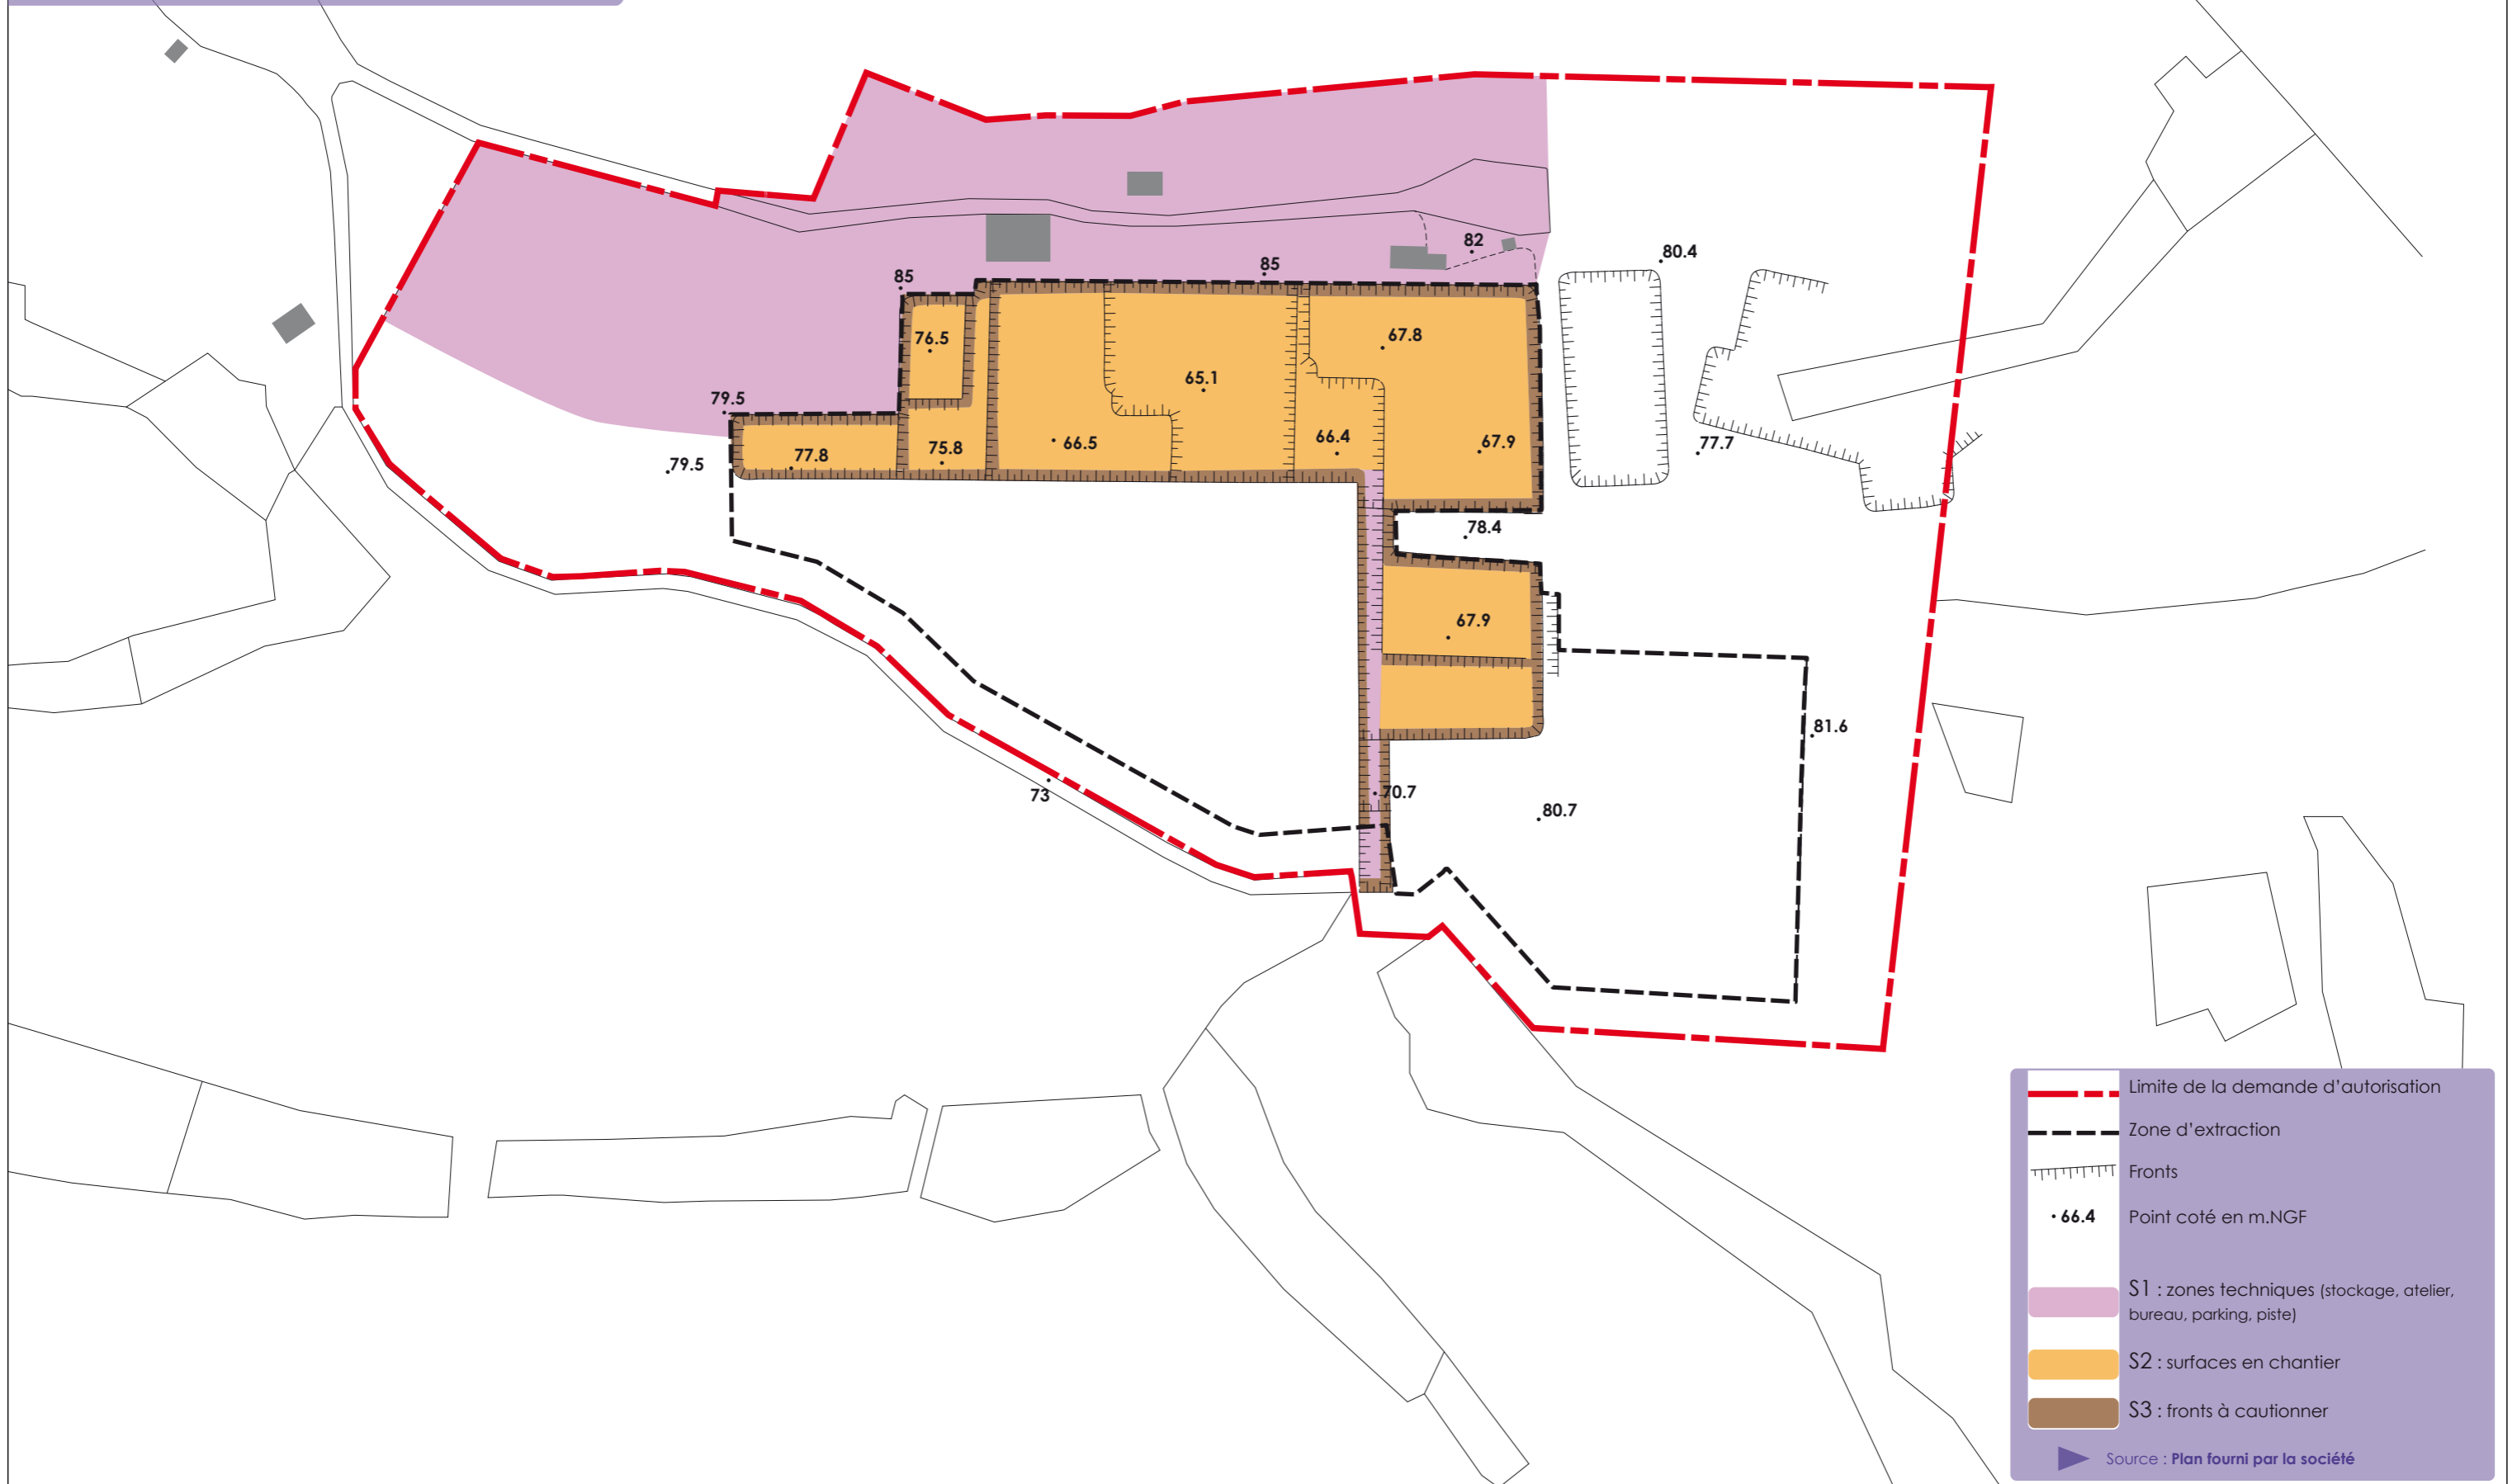 82
80.4
85
85
76.5
67.8
65.1
79.5
66.4
67.9
77.7
66.5
75.8
77.8
79.5
78.4
67.9
81.6
70.7
73
80.7
Limite de la demande d'autorisation
Zone d'extraction
Fronts
66.4 Point coté en m.NGF
S1 : zones techniques (stockage, atelier,
bureau, parking, piste)
S2 : surfaces en chantier
S3 : fronts à cautionner
Source : Plan fourni par la société